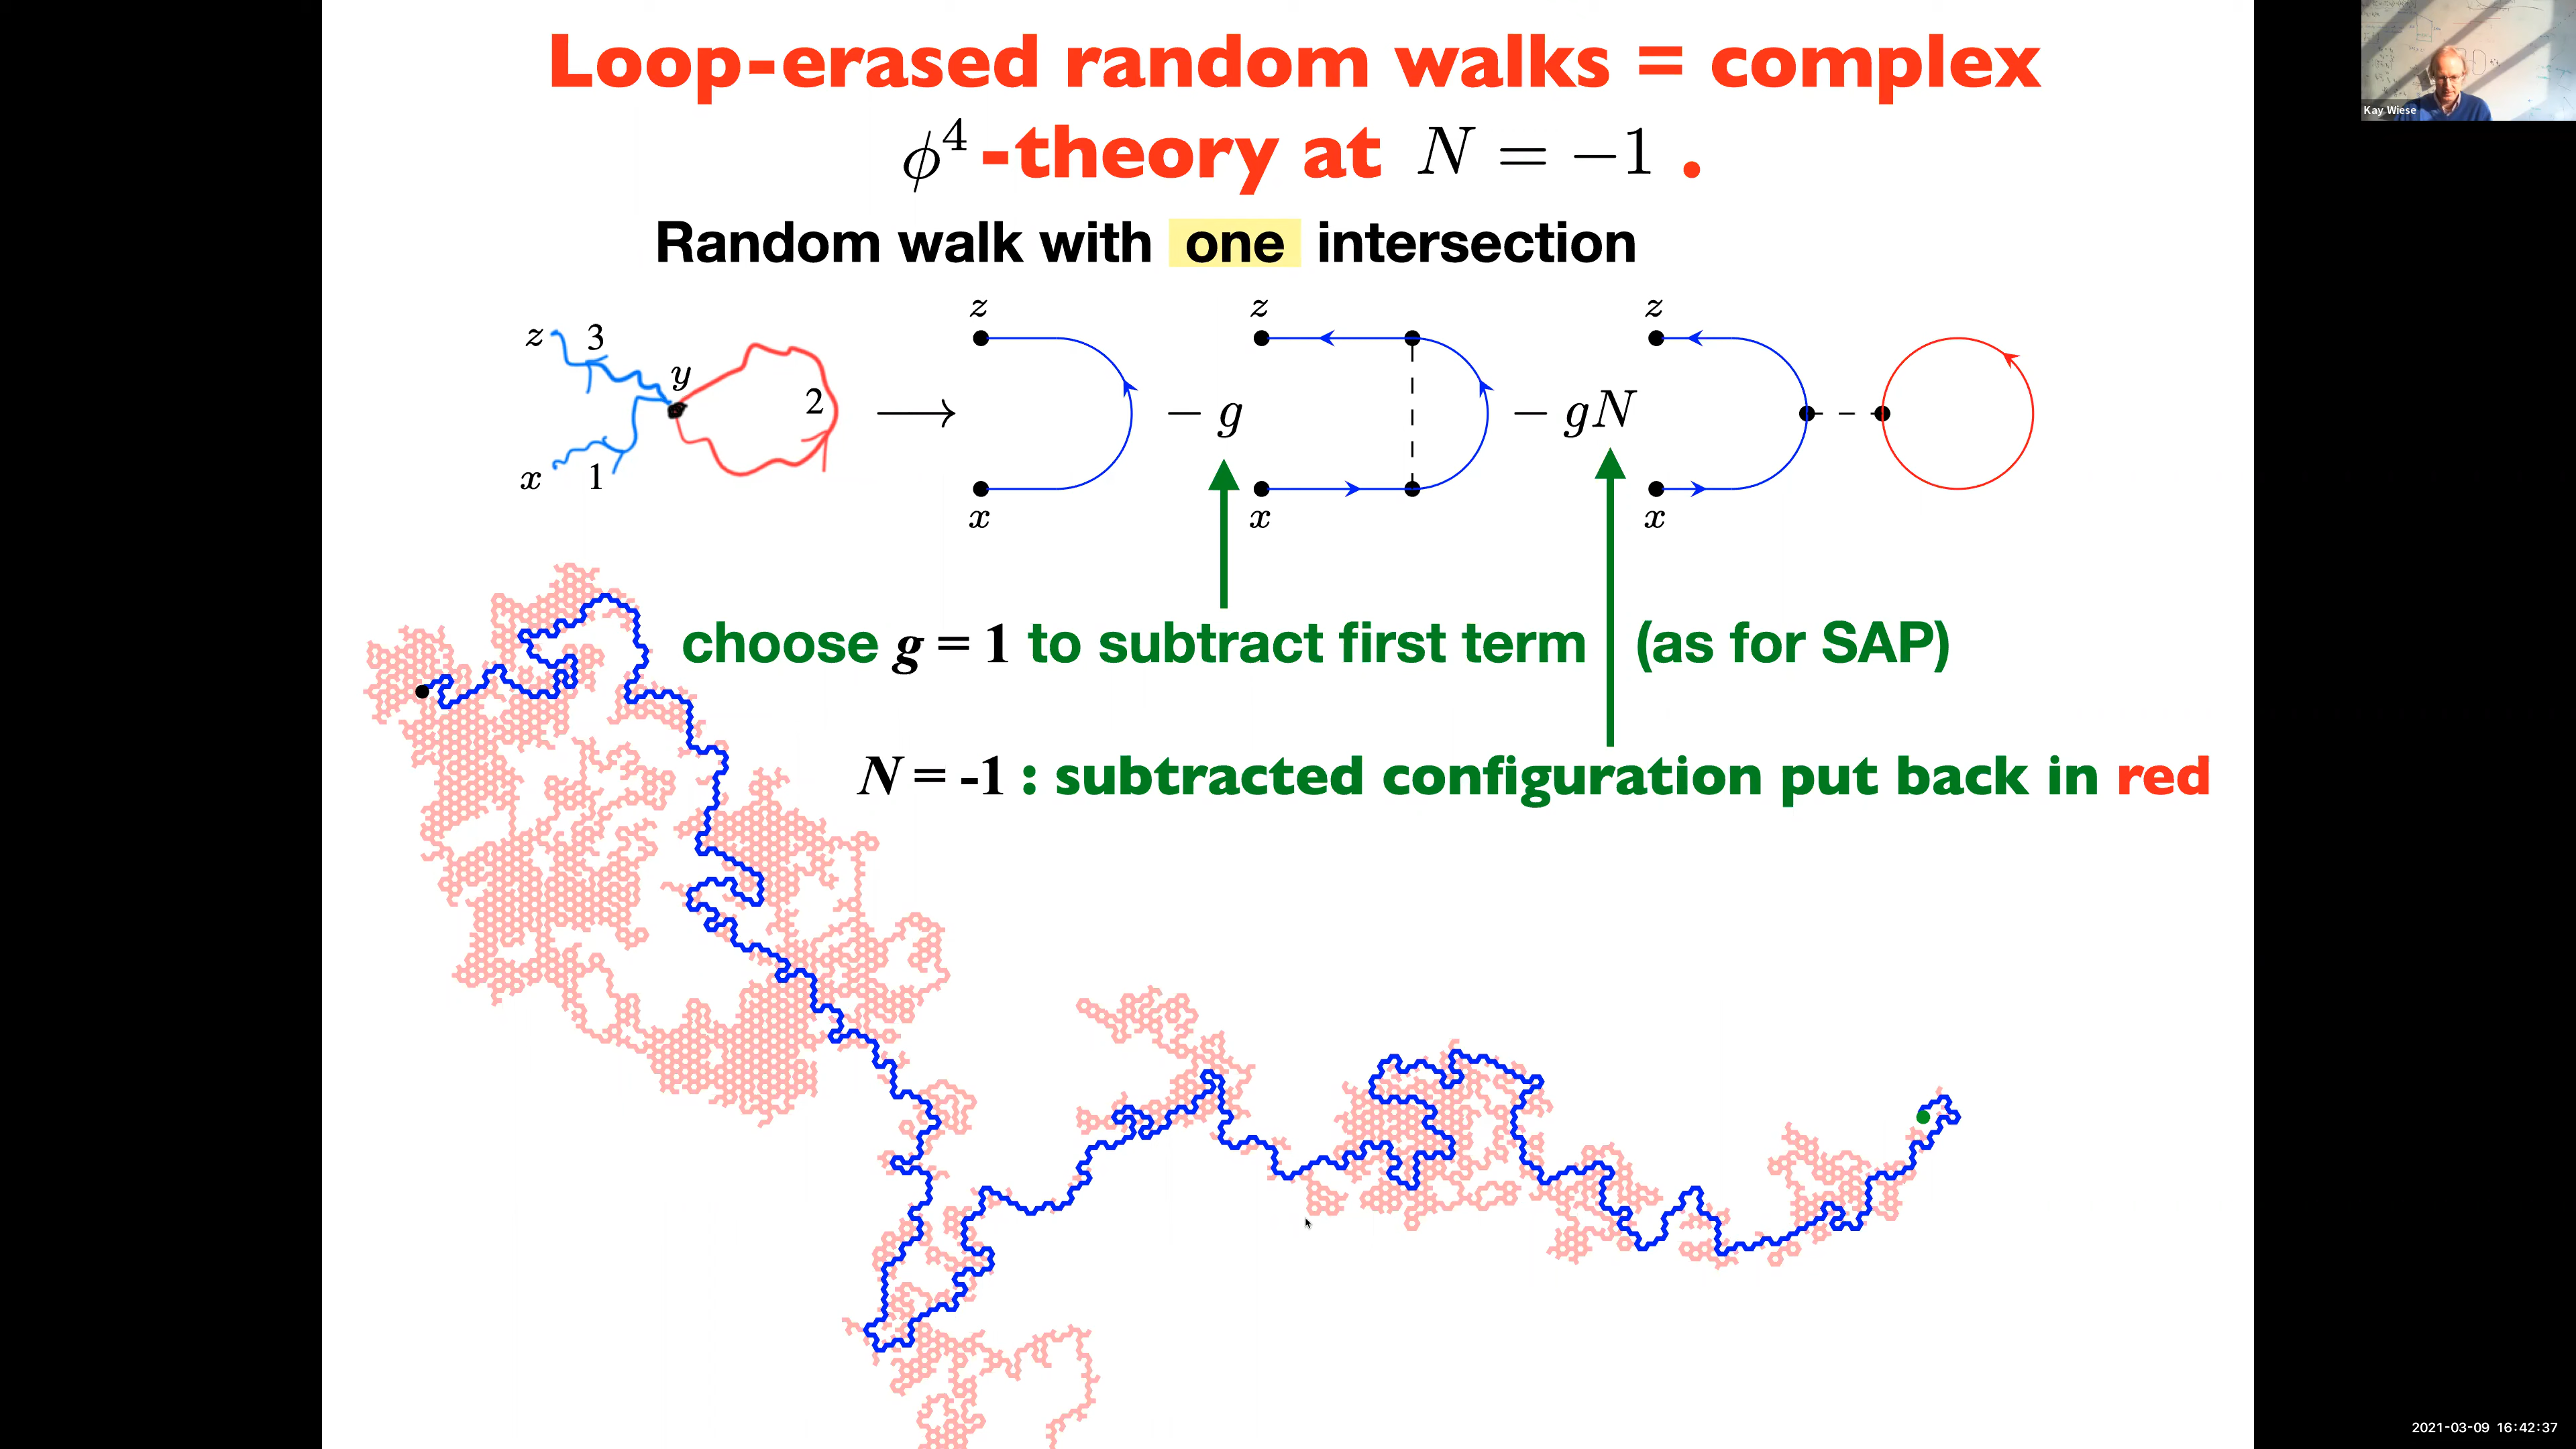 Loop-erased random walks = complex
ϕ⁴ -theory at N = −1 .
Random walk with one intersection
z 3 y 2 x 1 ⟶ z x − g z x − gN z x
choose g = 1 to subtract first term (as for SAP)
N = -1 : subtracted configuration put back in red
Kay Wiese
2021-03-09 16:42:37